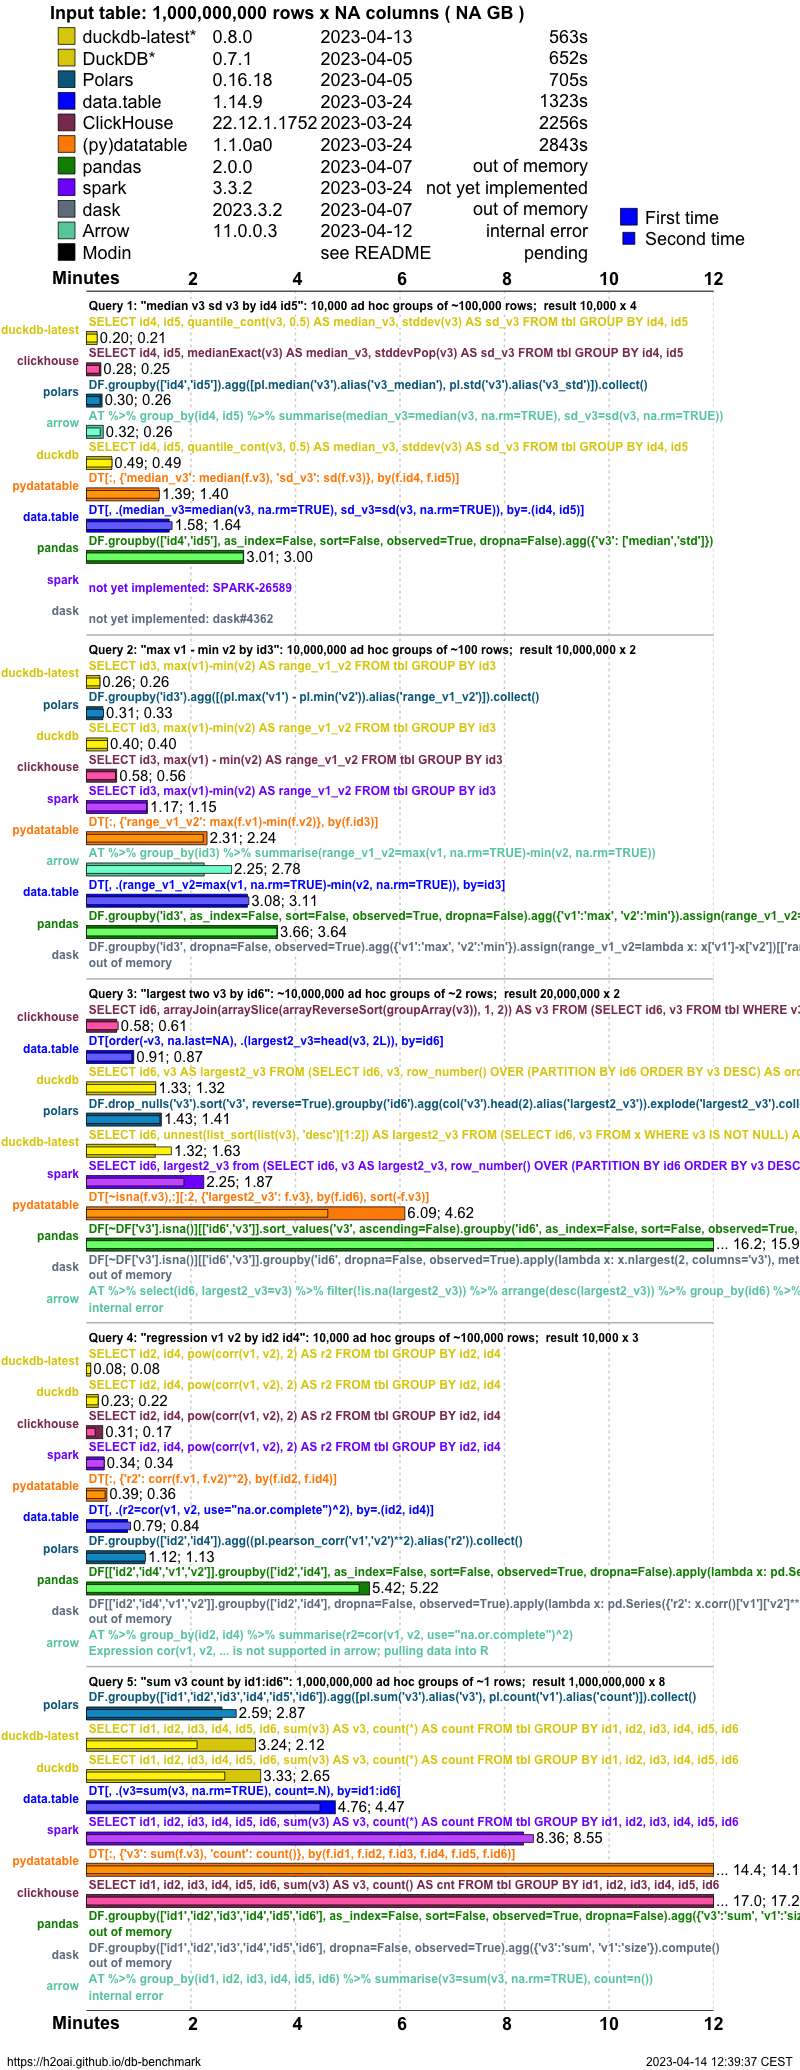 Input table: 1,000,000,000 rows x NA columns ( NA GB )
duckdb-latest* 0.8.0 2023-04-13 563s
DuckDB* 0.7.1 2023-04-05 652s
Polars 0.16.18 2023-04-05 705s
data.table 1.14.9 2023-03-24 1323s
ClickHouse 22.12.1.1752 2023-03-24 2256s
(py)datatable 1.1.0a0 2023-03-24 2843s
pandas 2.0.0 2023-04-07 out of memory
spark 3.3.2 2023-03-24 not yet implemented
dask 2023.3.2 2023-04-07 out of memory
Arrow 11.0.0.3 2023-04-12 internal error
Modin see README pending
First time
Second time
Minutes 2 4 6 8 10 12
Query 1: "median v3 sd v3 by id4 id5": 10,000 ad hoc groups of ~100,000 rows; result 10,000 x 4
SELECT id4, id5, quantile_cont(v3, 0.5) AS median_v3, stddev(v3) AS sd_v3 FROM tbl GROUP BY id4, id5
duckdb-latest 0.20; 0.21
SELECT id4, id5, medianExact(v3) AS median_v3, stddevPop(v3) AS sd_v3 FROM tbl GROUP BY id4, id5
clickhouse 0.28; 0.25
DF.groupby(['id4','id5']).agg([pl.median('v3').alias('v3_median'), pl.std('v3').alias('v3_std')]).collect()
polars 0.30; 0.26
AT %>% group_by(id4, id5) %>% summarise(median_v3=median(v3, na.rm=TRUE), sd_v3=sd(v3, na.rm=TRUE))
arrow 0.32; 0.26
SELECT id4, id5, quantile_cont(v3, 0.5) AS median_v3, stddev(v3) AS sd_v3 FROM tbl GROUP BY id4, id5
duckdb 0.49; 0.49
DT[:, {'median_v3': median(f.v3), 'sd_v3': sd(f.v3)}, by(f.id4, f.id5)]
pydatatable 1.39; 1.40
DT[, .(median_v3=median(v3, na.rm=TRUE), sd_v3=sd(v3, na.rm=TRUE)), by=.(id4, id5)]
data.table 1.58; 1.64
DF.groupby(['id4','id5'], as_index=False, sort=False, observed=True, dropna=False).agg({'v3': ['median','std']})
pandas 3.01; 3.00
spark not yet implemented: SPARK-26589
dask not yet implemented: dask#4362
Query 2: "max v1 - min v2 by id3": 10,000,000 ad hoc groups of ~100 rows; result 10,000,000 x 2
SELECT id3, max(v1)-min(v2) AS range_v1_v2 FROM tbl GROUP BY id3
duckdb-latest 0.26; 0.26
DF.groupby('id3').agg([(pl.max('v1') - pl.min('v2')).alias('range_v1_v2')]).collect()
polars 0.31; 0.33
SELECT id3, max(v1)-min(v2) AS range_v1_v2 FROM tbl GROUP BY id3
duckdb 0.40; 0.40
SELECT id3, max(v1) - min(v2) AS range_v1_v2 FROM tbl GROUP BY id3
clickhouse 0.58; 0.56
SELECT id3, max(v1)-min(v2) AS range_v1_v2 FROM tbl GROUP BY id3
spark 1.17; 1.15
DT[:, {'range_v1_v2': max(f.v1)-min(f.v2)}, by(f.id3)]
pydatatable 2.31; 2.24
AT %>% group_by(id3) %>% summarise(range_v1_v2=max(v1, na.rm=TRUE)-min(v2, na.rm=TRUE))
arrow 2.25; 2.78
DT[, .(range_v1_v2=max(v1, na.rm=TRUE)-min(v2, na.rm=TRUE)), by=id3]
data.table 3.08; 3.11
DF.groupby('id3', as_index=False, sort=False, observed=True, dropna=False).agg({'v1':'max', 'v2':'min'}).assign(range_v1_v2=
pandas 3.66; 3.64
DF.groupby('id3', dropna=False, observed=True).agg({'v1':'max', 'v2':'min'}).assign(range_v1_v2=lambda x: x['v1']-x['v2'])[['ra
dask out of memory
Query 3: "largest two v3 by id6": ~10,000,000 ad hoc groups of ~2 rows; result 20,000,000 x 2
SELECT id6, arrayJoin(arraySlice(arrayReverseSort(groupArray(v3)), 1, 2)) AS v3 FROM (SELECT id6, v3 FROM tbl WHERE v3
clickhouse 0.58; 0.61
DT[order(-v3, na.last=NA), .(largest2_v3=head(v3, 2L)), by=id6]
data.table 0.91; 0.87
SELECT id6, v3 AS largest2_v3 FROM (SELECT id6, v3, row_number() OVER (PARTITION BY id6 ORDER BY v3 DESC) AS ord
duckdb 1.33; 1.32
DF.drop_nulls('v3').sort('v3', reverse=True).groupby('id6').agg(col('v3').head(2).alias('largest2_v3')).explode('largest2_v3').coll
polars 1.43; 1.41
SELECT id6, unnest(list_sort(list(v3), 'desc')[1:2]) AS largest2_v3 FROM (SELECT id6, v3 FROM x WHERE v3 IS NOT NULL) A
duckdb-latest 1.32; 1.63
SELECT id6, largest2_v3 from (SELECT id6, v3 AS largest2_v3, row_number() OVER (PARTITION BY id6 ORDER BY v3 DESC
spark 2.25; 1.87
DT[~isna(f.v3),:][:2, {'largest2_v3': f.v3}, by(f.id6), sort(-f.v3)]
pydatatable 6.09; 4.62
DF[~DF['v3'].isna()][['id6','v3']].sort_values('v3', ascending=False).groupby('id6', as_index=False, sort=False, observed=True,
pandas ... 16.2; 15.9
DF[~DF['v3'].isna()][['id6','v3']].groupby('id6', dropna=False, observed=True).apply(lambda x: x.nlargest(2, columns='v3'), met
dask out of memory
AT %>% select(id6, largest2_v3=v3) %>% filter(!is.na(largest2_v3)) %>% arrange(desc(largest2_v3)) %>% group_by(id6) %>%
arrow internal error
Query 4: "regression v1 v2 by id2 id4": 10,000 ad hoc groups of ~100,000 rows; result 10,000 x 3
SELECT id2, id4, pow(corr(v1, v2), 2) AS r2 FROM tbl GROUP BY id2, id4
duckdb-latest 0.08; 0.08
SELECT id2, id4, pow(corr(v1, v2), 2) AS r2 FROM tbl GROUP BY id2, id4
duckdb 0.23; 0.22
SELECT id2, id4, pow(corr(v1, v2), 2) AS r2 FROM tbl GROUP BY id2, id4
clickhouse 0.31; 0.17
SELECT id2, id4, pow(corr(v1, v2), 2) AS r2 FROM tbl GROUP BY id2, id4
spark 0.34; 0.34
DT[:, {'r2': corr(f.v1, f.v2)**2}, by(f.id2, f.id4)]
pydatatable 0.39; 0.36
DT[, .(r2=cor(v1, v2, use="na.or.complete")^2), by=.(id2, id4)]
data.table 0.79; 0.84
DF.groupby(['id2','id4']).agg((pl.pearson_corr('v1','v2')**2).alias('r2')).collect()
polars 1.12; 1.13
DF[['id2','id4','v1','v2']].groupby(['id2','id4'], as_index=False, sort=False, observed=True, dropna=False).apply(lambda x: pd.Se
pandas 5.42; 5.22
DF[['id2','id4','v1','v2']].groupby(['id2','id4'], dropna=False, observed=True).apply(lambda x: pd.Series({'r2': x.corr()['v1']['v2']**
dask out of memory
AT %>% group_by(id2, id4) %>% summarise(r2=cor(v1, v2, use="na.or.complete")^2)
arrow Expression cor(v1, v2, ... is not supported in arrow; pulling data into R
Query 5: "sum v3 count by id1:id6": 1,000,000,000 ad hoc groups of ~1 rows; result 1,000,000,000 x 8
DF.groupby(['id1','id2','id3','id4','id5','id6']).agg([pl.sum('v3').alias('v3'), pl.count('v1').alias('count')]).collect()
polars 2.59; 2.87
SELECT id1, id2, id3, id4, id5, id6, sum(v3) AS v3, count(*) AS count FROM tbl GROUP BY id1, id2, id3, id4, id5, id6
duckdb-latest 3.24; 2.12
SELECT id1, id2, id3, id4, id5, id6, sum(v3) AS v3, count(*) AS count FROM tbl GROUP BY id1, id2, id3, id4, id5, id6
duckdb 3.33; 2.65
DT[, .(v3=sum(v3, na.rm=TRUE), count=.N), by=id1:id6]
data.table 4.76; 4.47
SELECT id1, id2, id3, id4, id5, id6, sum(v3) AS v3, count(*) AS count FROM tbl GROUP BY id1, id2, id3, id4, id5, id6
spark 8.36; 8.55
DT[:, {'v3': sum(f.v3), 'count': count()}, by(f.id1, f.id2, f.id3, f.id4, f.id5, f.id6)]
pydatatable ... 14.4; 14.1
SELECT id1, id2, id3, id4, id5, id6, sum(v3) AS v3, count() AS cnt FROM tbl GROUP BY id1, id2, id3, id4, id5, id6
clickhouse ... 17.0; 17.2
DF.groupby(['id1','id2','id3','id4','id5','id6'], as_index=False, sort=False, observed=True, dropna=False).agg({'v3':'sum', 'v1':'siz
pandas out of memory
DF.groupby(['id1','id2','id3','id4','id5','id6'], dropna=False, observed=True).agg({'v3':'sum', 'v1':'size'}).compute()
dask out of memory
AT %>% group_by(id1, id2, id3, id4, id5, id6) %>% summarise(v3=sum(v3, na.rm=TRUE), count=n())
arrow internal error
Minutes 2 4 6 8 10 12
https://h2oai.github.io/db-benchmark 2023-04-14 12:39:37 CEST